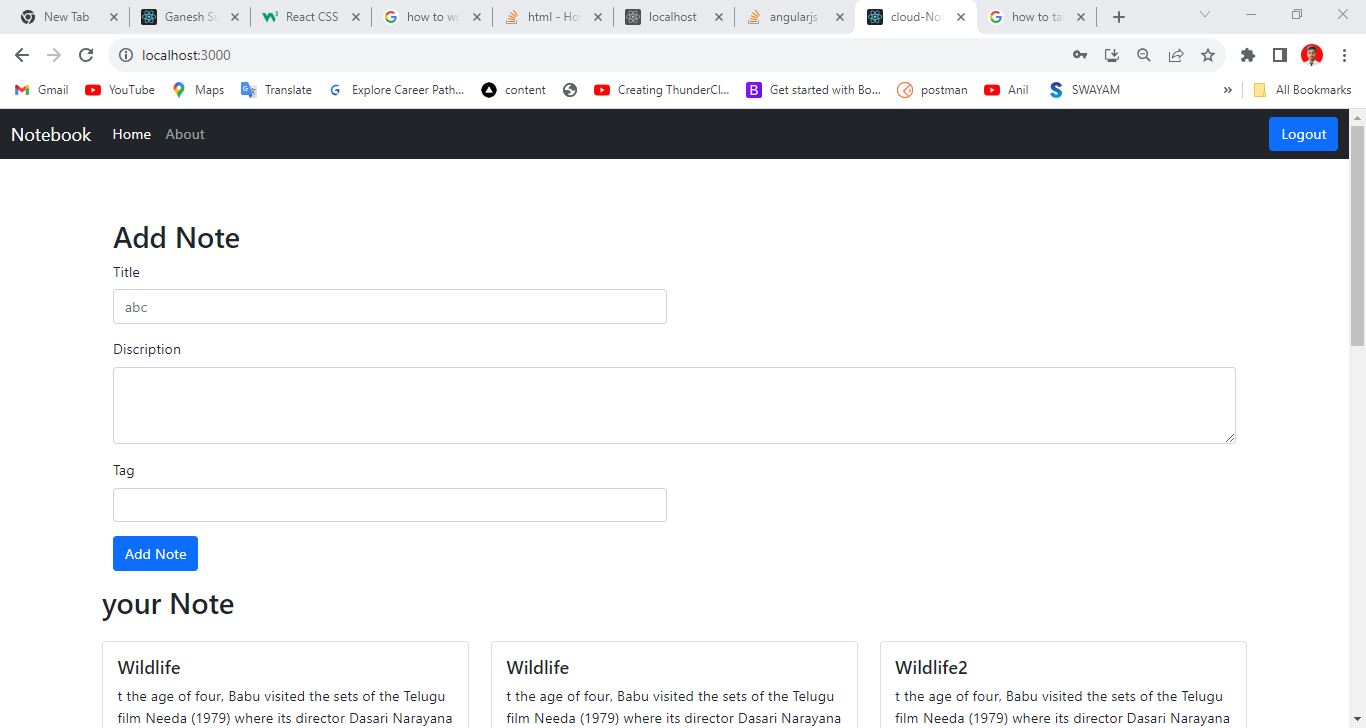 New Tab
Ganesh Su
React CSS
how to wr
html - Ho
localhost
angularjs
cloud-No
how to ta
localhost:3000
Gmail
YouTube
Maps
Translate
Explore Career Path...
content
Creating ThunderCl...
Get started with Bo...
postman
Anil
SWAYAM
»
All Bookmarks
Notebook
Home
About
Logout
Add Note
Title
abc
Discription
Tag
Add Note
your Note
Wildlife
t the age of four, Babu visited the sets of the Telugu
film Needa (1979) where its director Dasari Narayana
Wildlife
t the age of four, Babu visited the sets of the Telugu
film Needa (1979) where its director Dasari Narayana
Wildlife2
t the age of four, Babu visited the sets of the Telugu
film Needa (1979) where its director Dasari Narayana